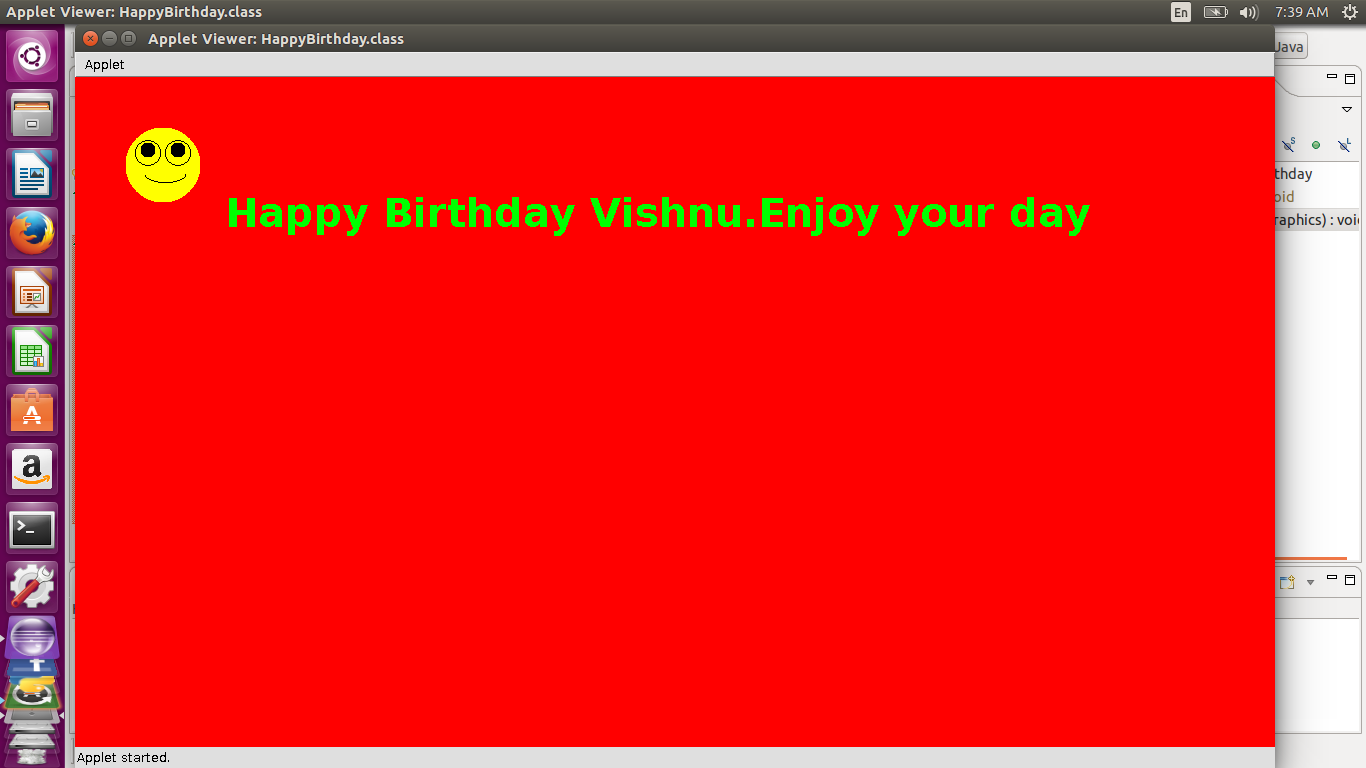 Applet Viewer: HappyBirthday.class
En
7:39 AM
Applet Viewer: HappyBirthday.class
Java
Applet
thday
oid
raphics) : voi
Happy Birthday Vishnu.Enjoy your day
Applet started.